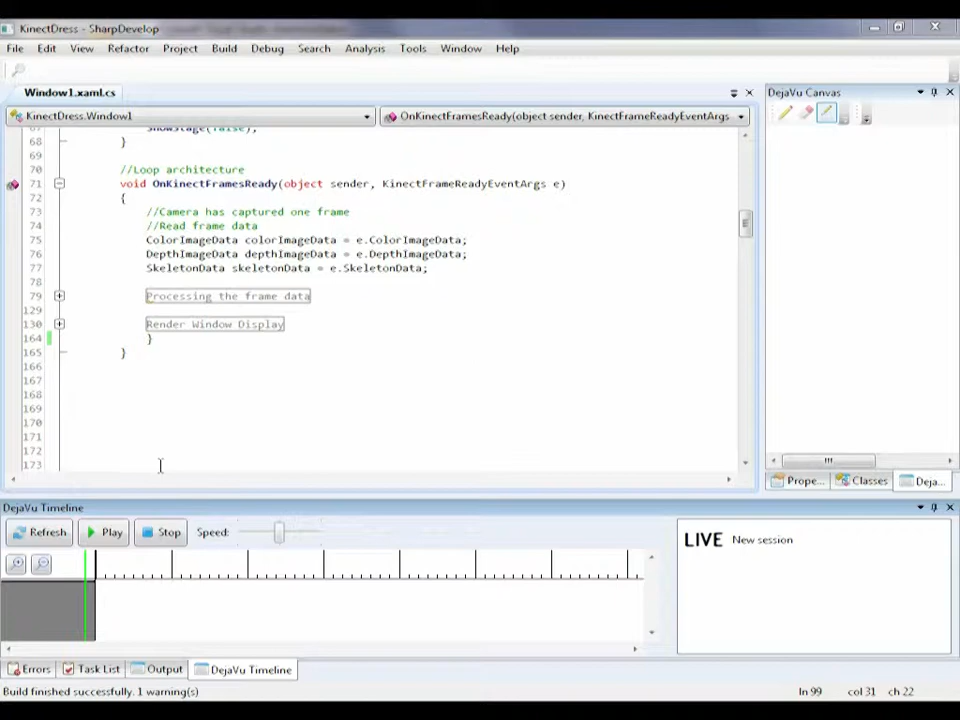 KinectDress - SharpDevelop
File Edit View Refactor Project Build Debug Search Analysis Tools Window Help
Window1.xaml.cs
DejaVu Canvas
KinectDress.Window1
OnKinectFramesReady(object sender, KinectFrameReadyEventArgs
67 ShowStage(false);
68 }
69
70 //Loop architecture
71 void OnKinectFramesReady(object sender, KinectFrameReadyEventArgs e)
72 {
73 //Camera has captured one frame
74 //Read frame data
75 ColorImageData colorImageData = e.ColorImageData;
76 DepthImageData depthImageData = e.DepthImageData;
77 SkeletonData skeletonData = e.SkeletonData;
78
79 Processing the frame data
129
130 Render Window Display
164 }
165 }
166
167
168
169
170
171
172
173
Prope... Classes Deja...
DejaVu Timeline
Refresh Play Stop Speed:
LIVE New session
Errors Task List Output DejaVu Timeline
Build finished successfully. 1 warning(s) ln 99 col 31 ch 22